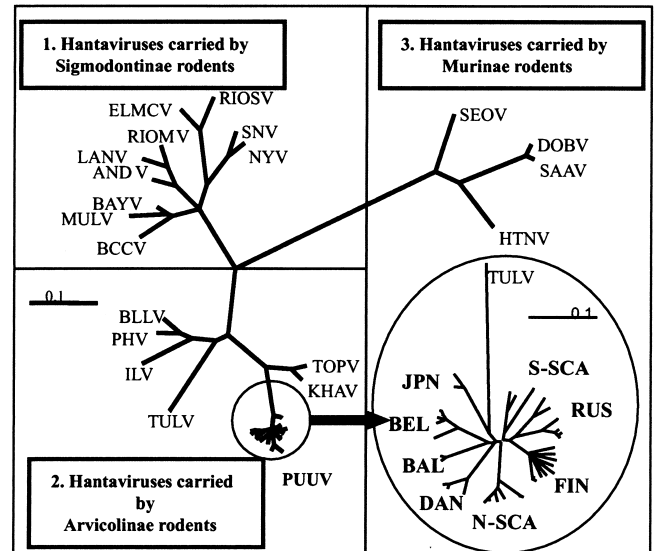 1. Hantaviruses carried by
Sigmodontinae rodents
3. Hantaviruses carried by
Murinae rodents
RIOSV
ELMCV
SNV
RIOMV
NYV
LANV
AND V
BAYV
MULV
BCCV
SEOV
DOBV
SAAV
HTNV
0.1
BLLV
PHV
ILV
TULV
TOPV
KHAV
PUUV
2. Hantaviruses carried
by
Arvicolinae rodents
TULV
0.1
S-SCA
JPN
RUS
BEL
BAL
FIN
DAN
N-SCA